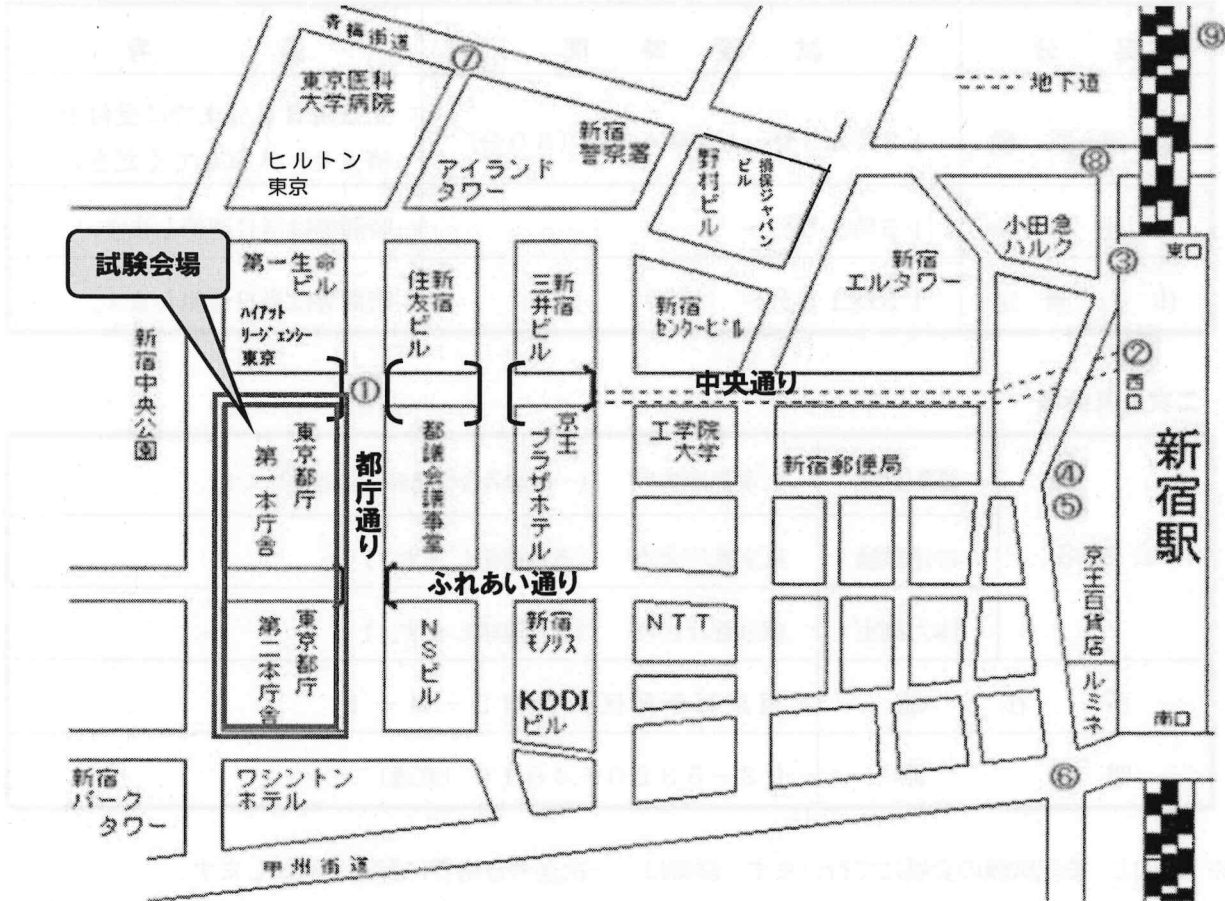 青梅街道
⑦
⑨
地下道
東京医科
大学病院
新宿
警察署
ヒルトン
東京
アイランド
タワー
野村ビル
損保ジャパン
ビル
⑧
小田急
ハルク
試験会場
第一生命
ビル
新宿
住友ビル
新宿
三井ビル
新宿
センタービル
新宿
エルタワー
③
東口
ハイアット
リージェンシー
東京
新宿中央公園
①
中央通り
②
西口
東京都庁
第一本庁舎
都庁通り
都議会議事堂
京王
プラザホテル
工学院
大学
新宿郵便局
④
⑤
新宿駅
ふれあい通り
京王百貨店
東京都庁
第二本庁舎
NSビル
新宿
モノリス
KDDI
ビル
NTT
ルミネ
南口
⑥
新宿
パーク
タワー
ワシントン
ホテル
甲州街道